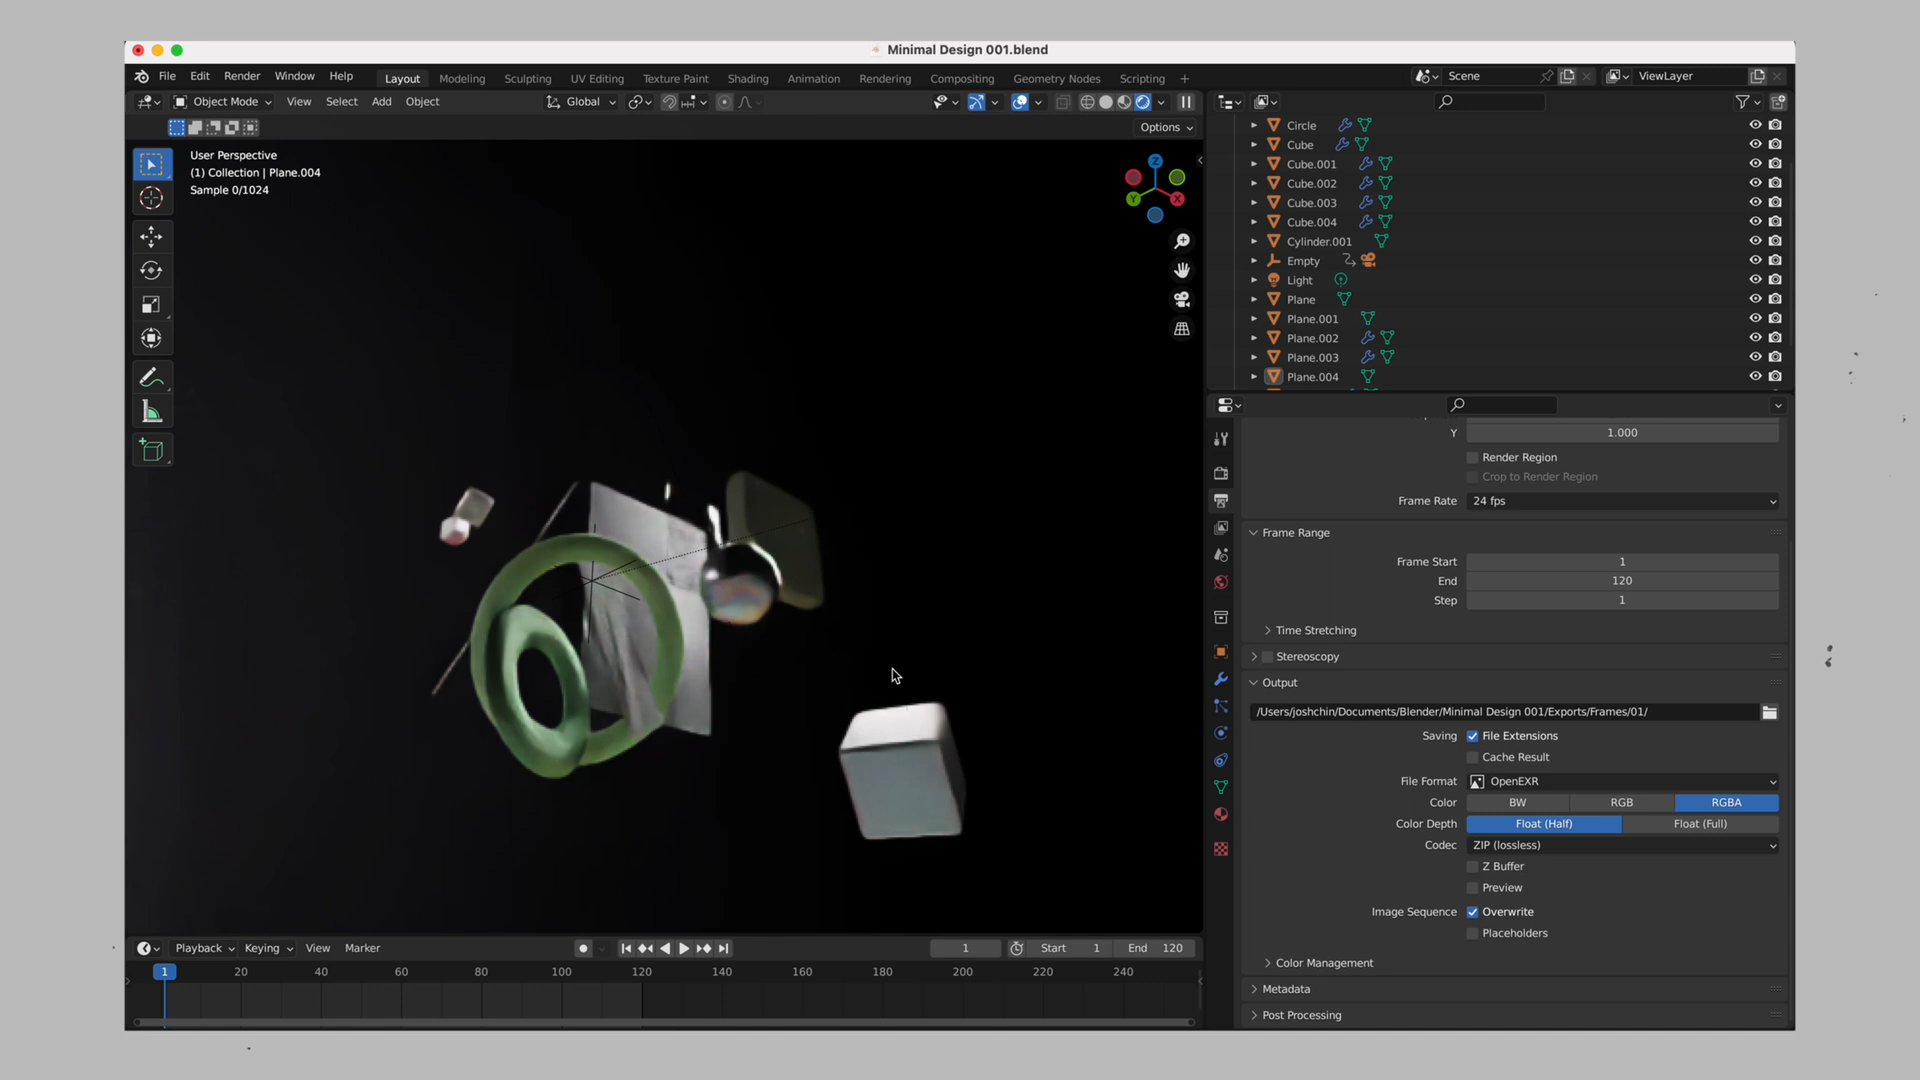 Minimal Design 001.blend
File Edit Render Window Help Layout Modeling Sculpting UV Editing Texture Paint Shading Animation Rendering Compositing Geometry Nodes Scripting + Scene ViewLayer
Object Mode View Select Add Object Global
Options
User Perspective
(1) Collection | Plane.004
Sample 0/1024
Z
Y X
Circle
Cube
Cube.001
Cube.002
Cube.003
Cube.004
Cylinder.001
Empty
Light
Plane
Plane.001
Plane.002
Plane.003
Plane.004
Y 1.000
Render Region
Crop to Render Region
Frame Rate 24 fps
Frame Range
Frame Start 1
End 120
Step 1
Time Stretching
Stereoscopy
Output
/Users/joshchin/Documents/Blender/Minimal Design 001/Exports/Frames/01/
Saving File Extensions
Cache Result
File Format OpenEXR
Color BW RGB RGBA
Color Depth Float (Half) Float (Full)
Codec ZIP (lossless)
Z Buffer
Preview
Image Sequence Overwrite
Placeholders
Color Management
Metadata
Post Processing
Playback Keying View Marker 1 Start 1 End 120
1 20 40 60 80 100 120 140 160 180 200 220 240